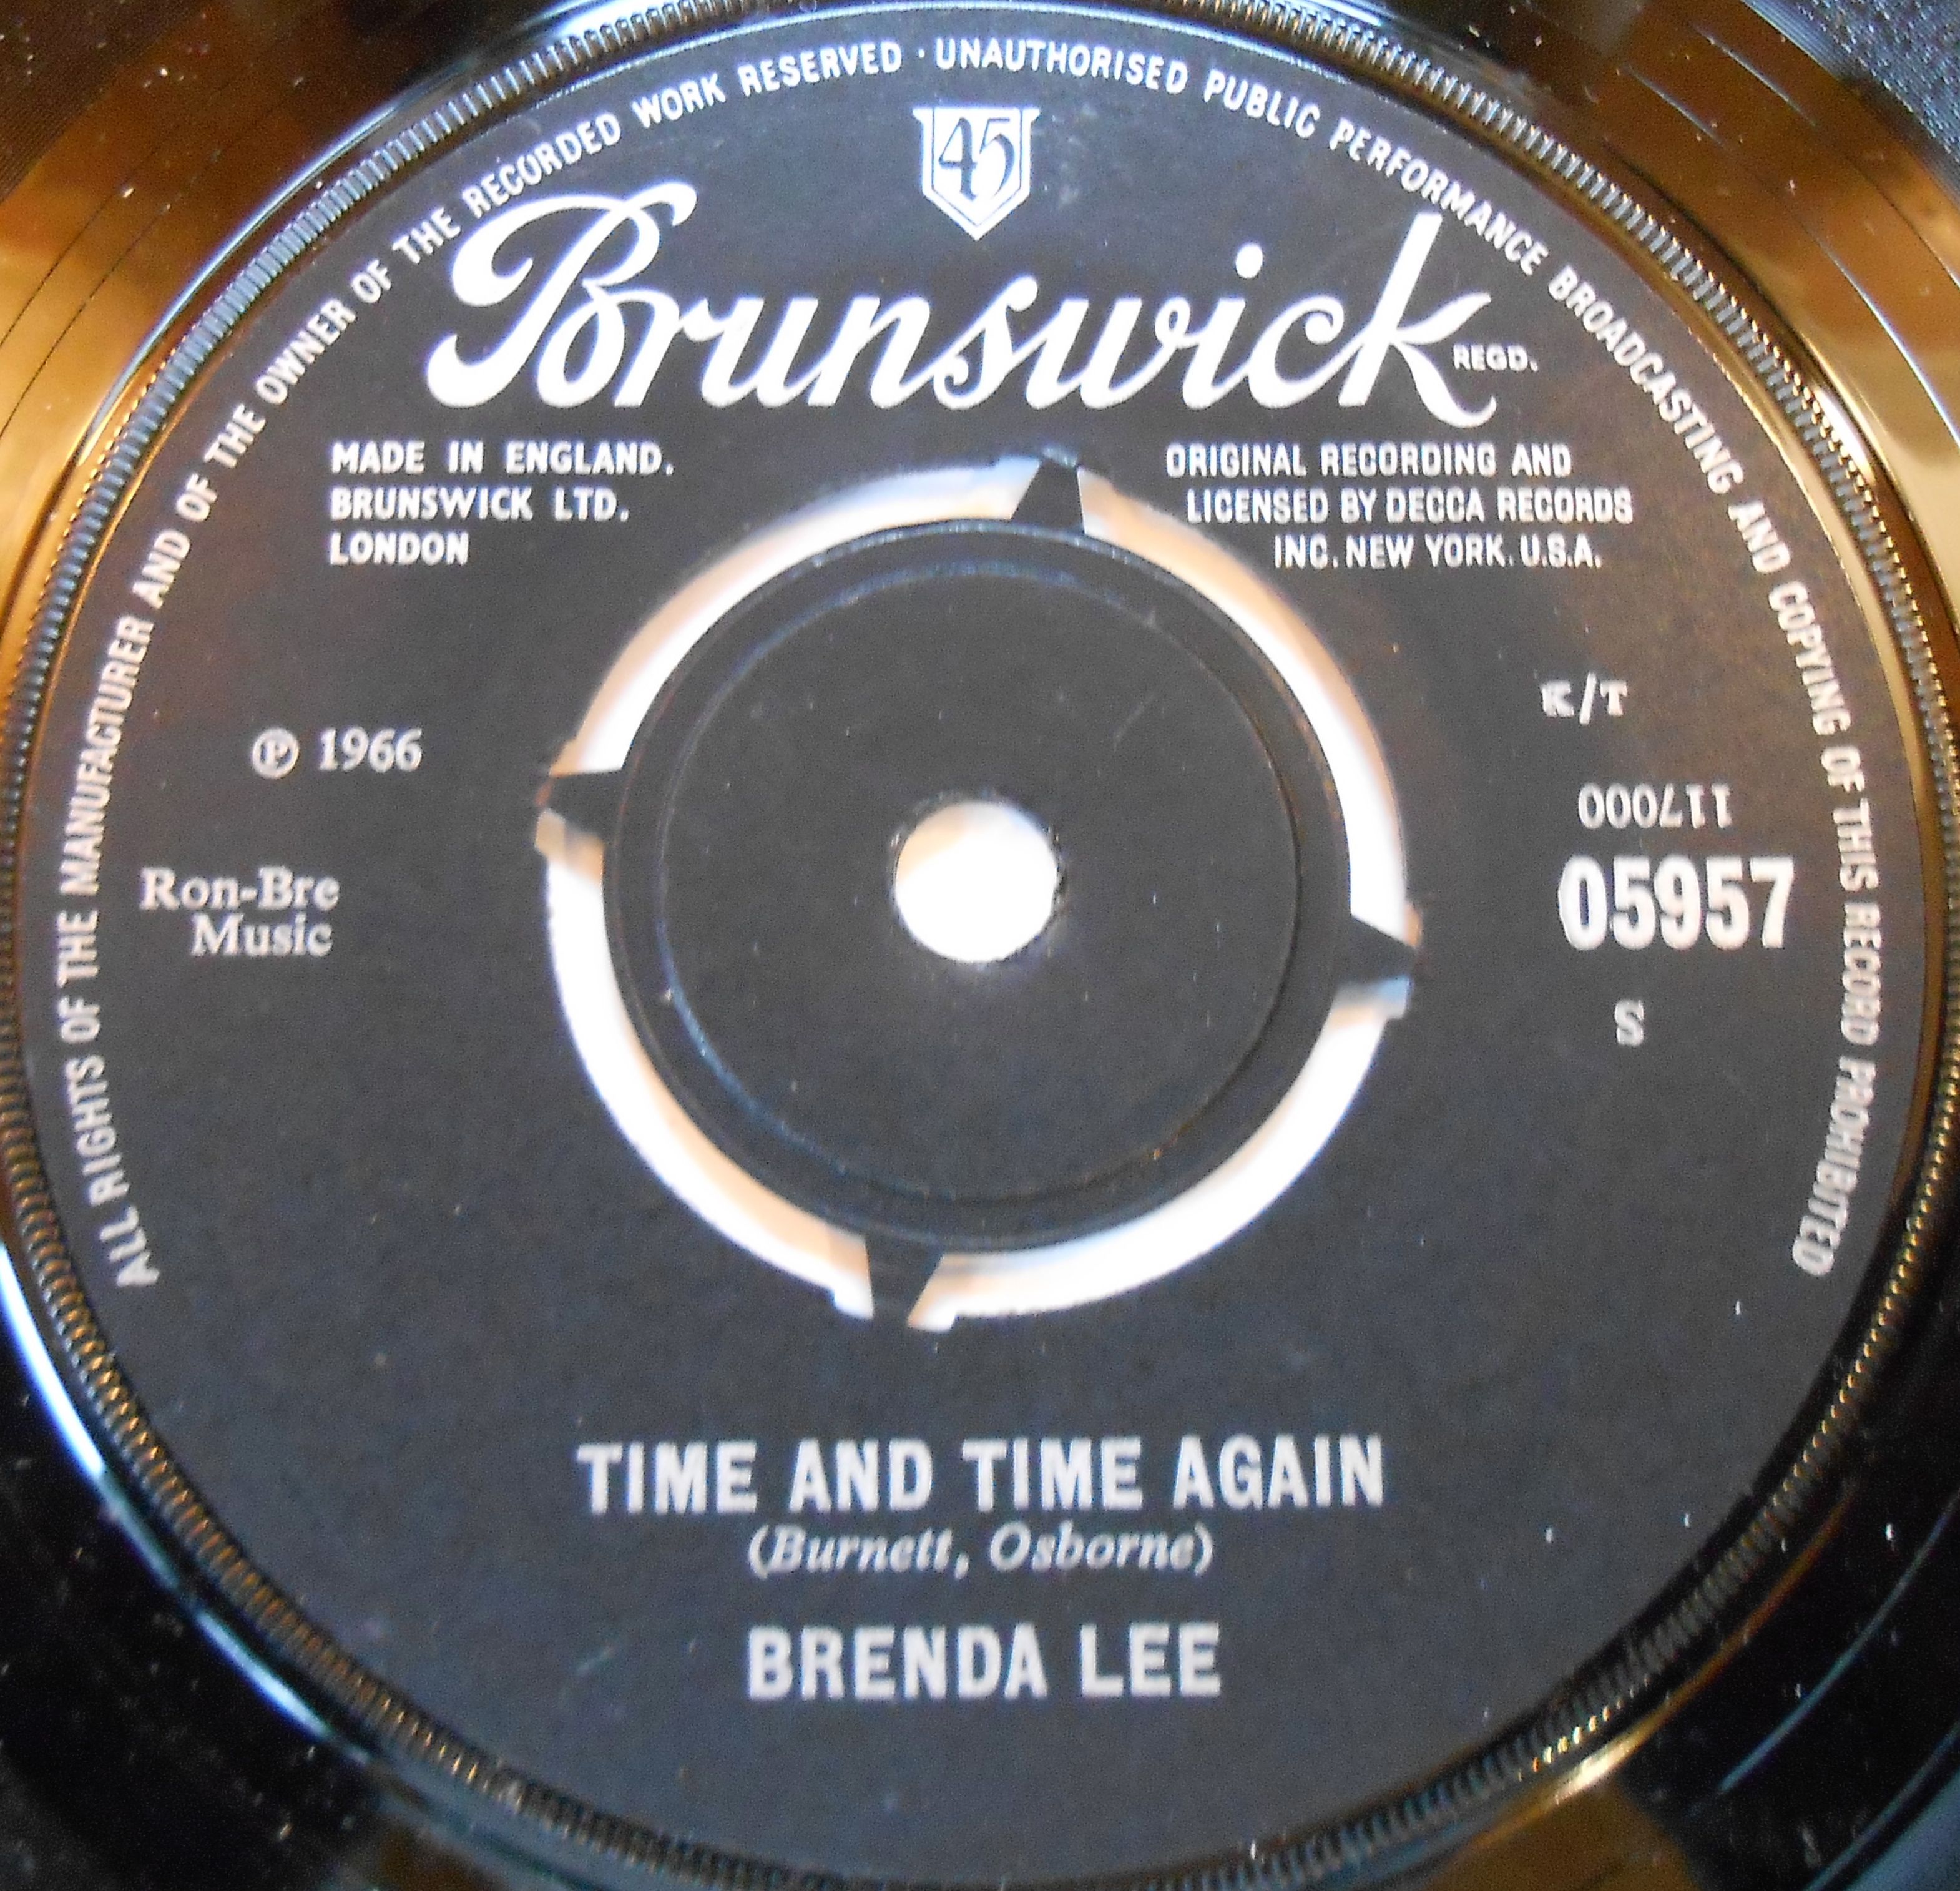 ALL RIGHTS OF THE MANUFACTURER AND OF THE OWNER OF THE RECORDED WORK RESERVED · UNAUTHORISED PUBLIC PERFORMANCE BROADCASTING AND COPYING OF THIS RECORD PROHIBITED
45
Brunswick
REGD.
MADE IN ENGLAND.
BRUNSWICK LTD.
LONDON
ORIGINAL RECORDING AND
LICENSED BY DECCA RECORDS
INC. NEW YORK. U.S.A.
K/T
℗ 1966
117000
Ron-Bre
Music
05957
S
TIME AND TIME AGAIN
(Burnett, Osborne)
BRENDA LEE